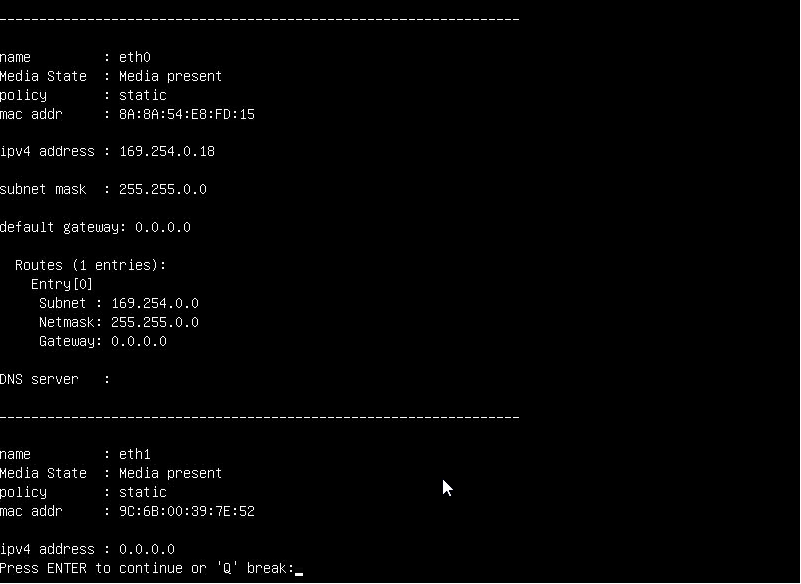 -----------------------------------------------------------------
name         : eth0
Media State  : Media present
policy       : static
mac addr     : 8A:8A:54:E8:FD:15
ipv4 address : 169.254.0.18
subnet mask  : 255.255.0.0
default gateway: 0.0.0.0
  Routes (1 entries):
    Entry[0]
     Subnet : 169.254.0.0
     Netmask: 255.255.0.0
     Gateway: 0.0.0.0
DNS server   :
-----------------------------------------------------------------
name         : eth1
Media State  : Media present
policy       : static
mac addr     : 9C:6B:00:39:7E:52
ipv4 address : 0.0.0.0
Press ENTER to continue or 'Q' break:_